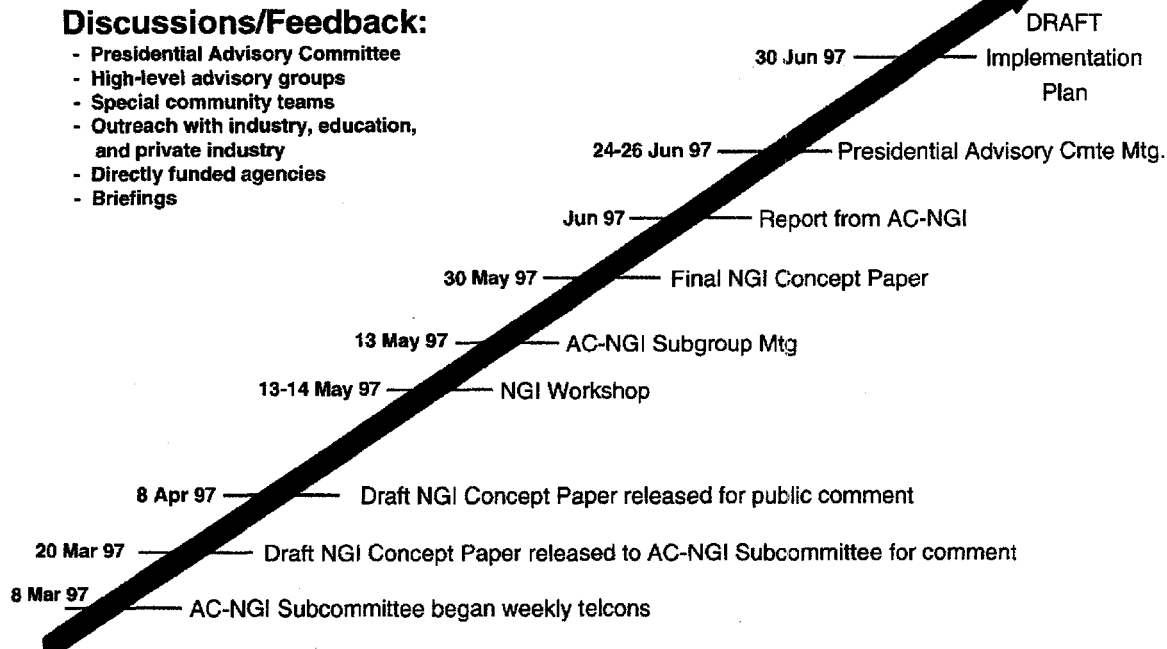 Discussions/Feedback:
- Presidential Advisory Committee
- High-level advisory groups
- Special community teams
- Outreach with industry, education,
and private industry
- Directly funded agencies
- Briefings
DRAFT
30 Jun 97 Implementation
Plan
24-26 Jun 97 Presidential Advisory Cmte Mtg.
Jun 97 Report from AC-NGI
30 May 97 Final NGI Concept Paper
13 May 97 AC-NGI Subgroup Mtg
13-14 May 97 NGI Workshop
8 Apr 97 Draft NGI Concept Paper released for public comment
20 Mar 97 Draft NGI Concept Paper released to AC-NGI Subcommittee for comment
8 Mar 97 AC-NGI Subcommittee began weekly telcons